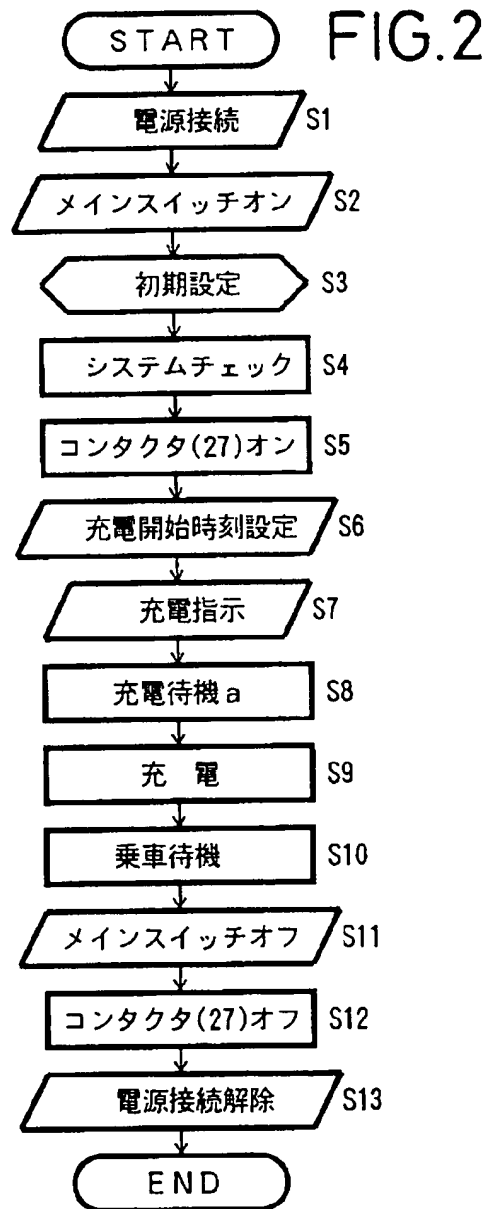 START
FIG.2
電源接続 S1
メインスイッチオン S2
初期設定 S3
システムチェック S4
コンタクタ(27)オン S5
充電開始時刻設定 S6
充電指示 S7
充電待機a S8
充 電 S9
乗車待機 S10
メインスイッチオフ S11
コンタクタ(27)オフ S12
電源接続解除 S13
END